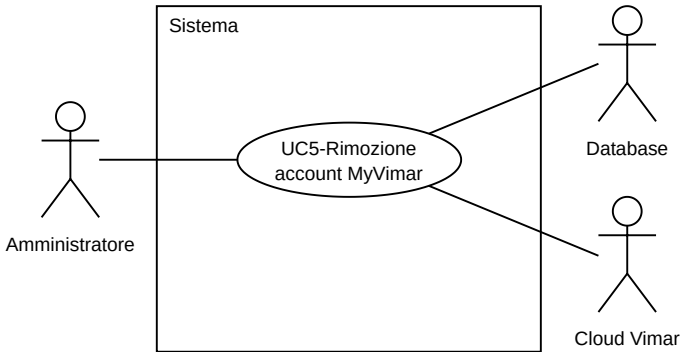 Sistema
Database
UC5-Rimozione
account MyVimar
Amministratore
Cloud Vimar